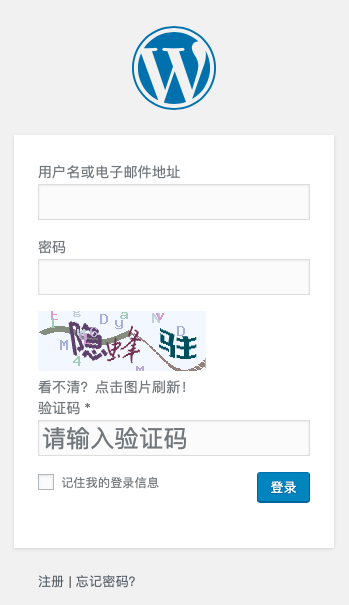 用户名或电子邮件地址
密码
看不清？点击图片刷新！
验证码 *
请输入验证码
记住我的登录信息
登录
注册 | 忘记密码？